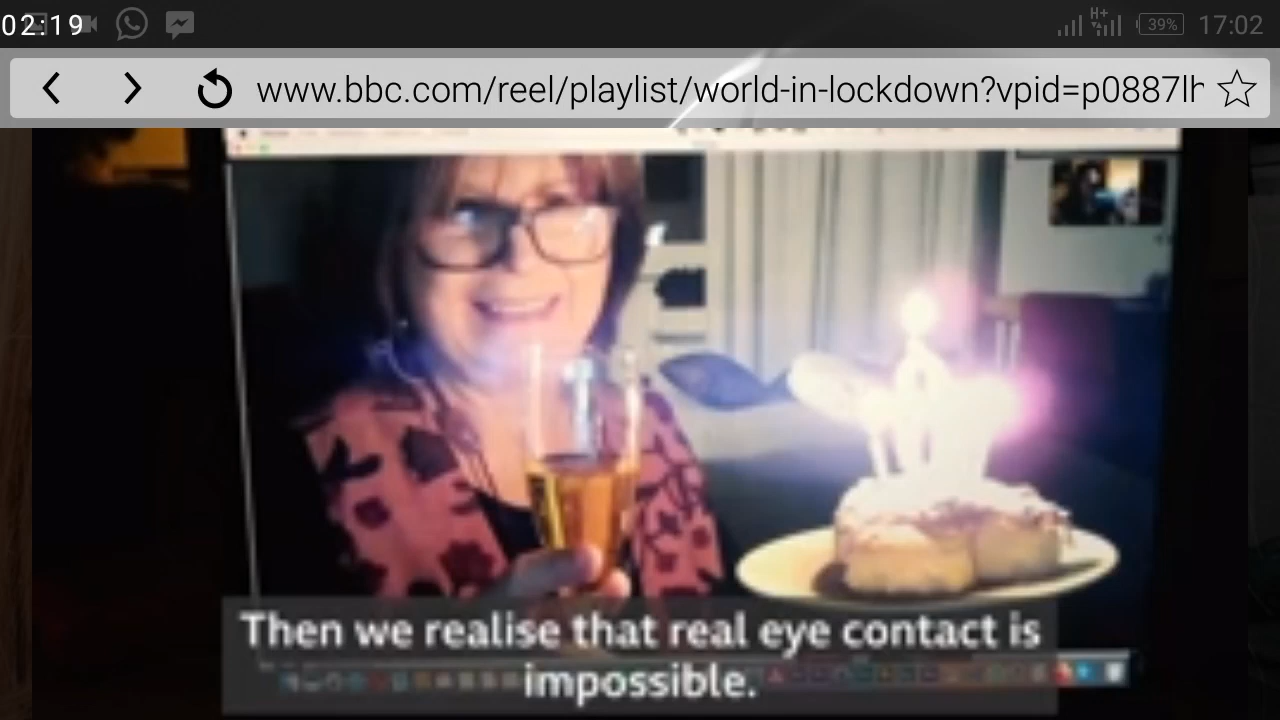 02:19
H+
39%
17:02
www.bbc.com/reel/playlist/world-in-lockdown?vpid=p0887lh
Then we realise that real eye contact is
impossible.